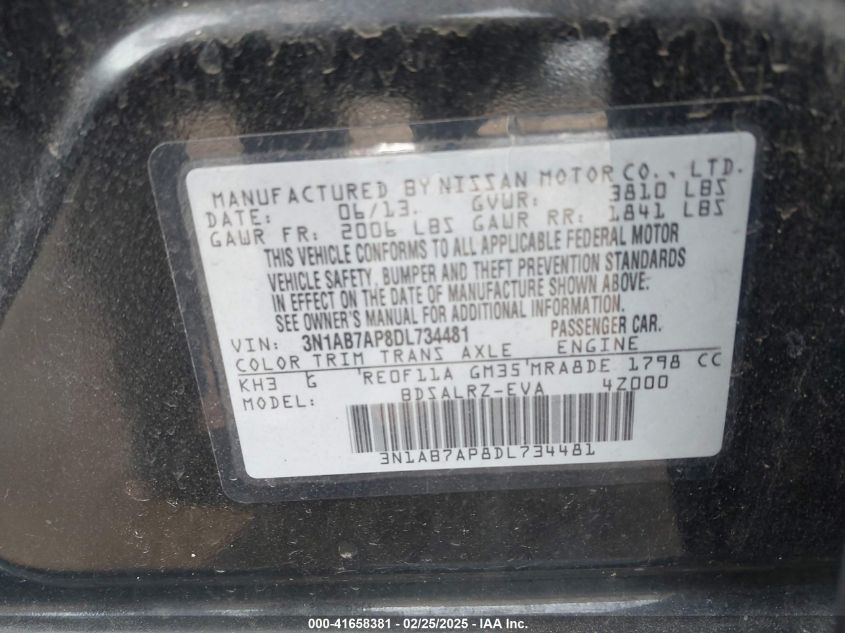 MANUFACTURED BY NISSAN MOTOR CO., LTD.
DATE: 06/13. GVWR: 3810 LBS
GAWR FR: 2006 LBS GAWR RR: 1841 LBS
THIS VEHICLE CONFORMS TO ALL APPLICABLE FEDERAL MOTOR
VEHICLE SAFETY, BUMPER AND THEFT PREVENTION STANDARDS
IN EFFECT ON THE DATE OF MANUFACTURE SHOWN ABOVE.
SEE OWNER'S MANUAL FOR ADDITIONAL INFORMATION.
VIN: 3N1AB7AP8DL734481 PASSENGER CAR.
COLOR TRIM TRANS AXLE ENGINE
KH3 G RE0F11A GM35 MRA8DE 1798 CC
MODEL: BDSALRZ-EVA 4Z000
3N1AB7AP8DL734481
000-41658381 - 02/25/2025 - IAAI.com